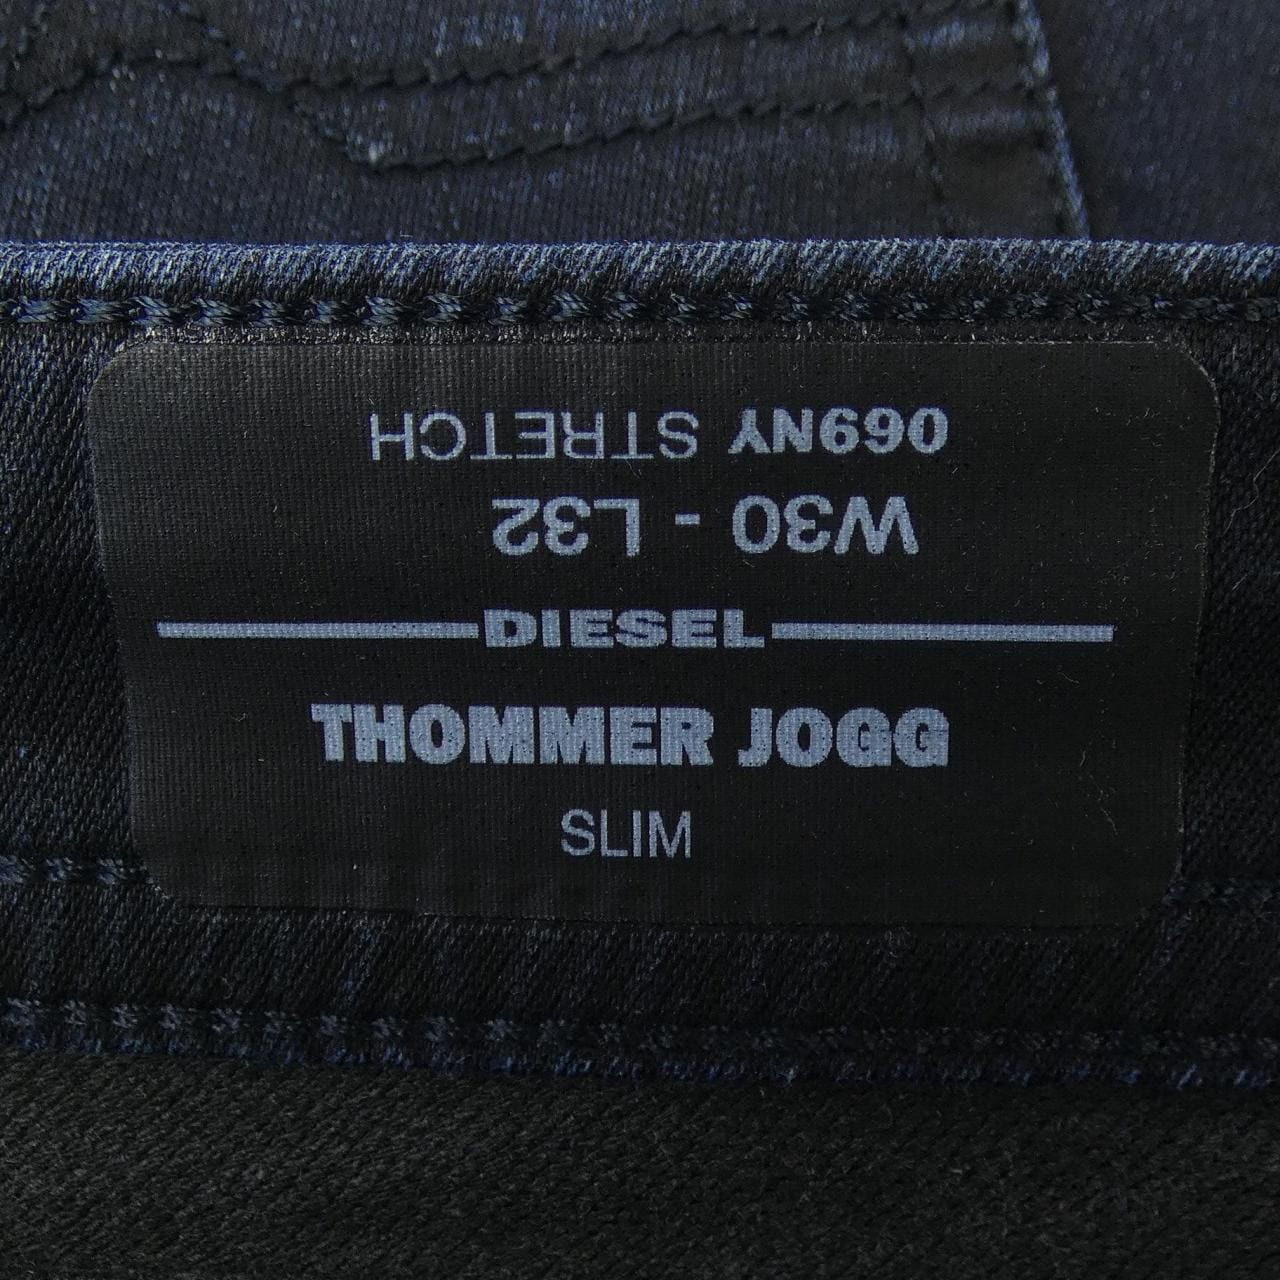 069NY STRETCH
W30 - L32
DIESEL
THOMMER JOGG
SLIM